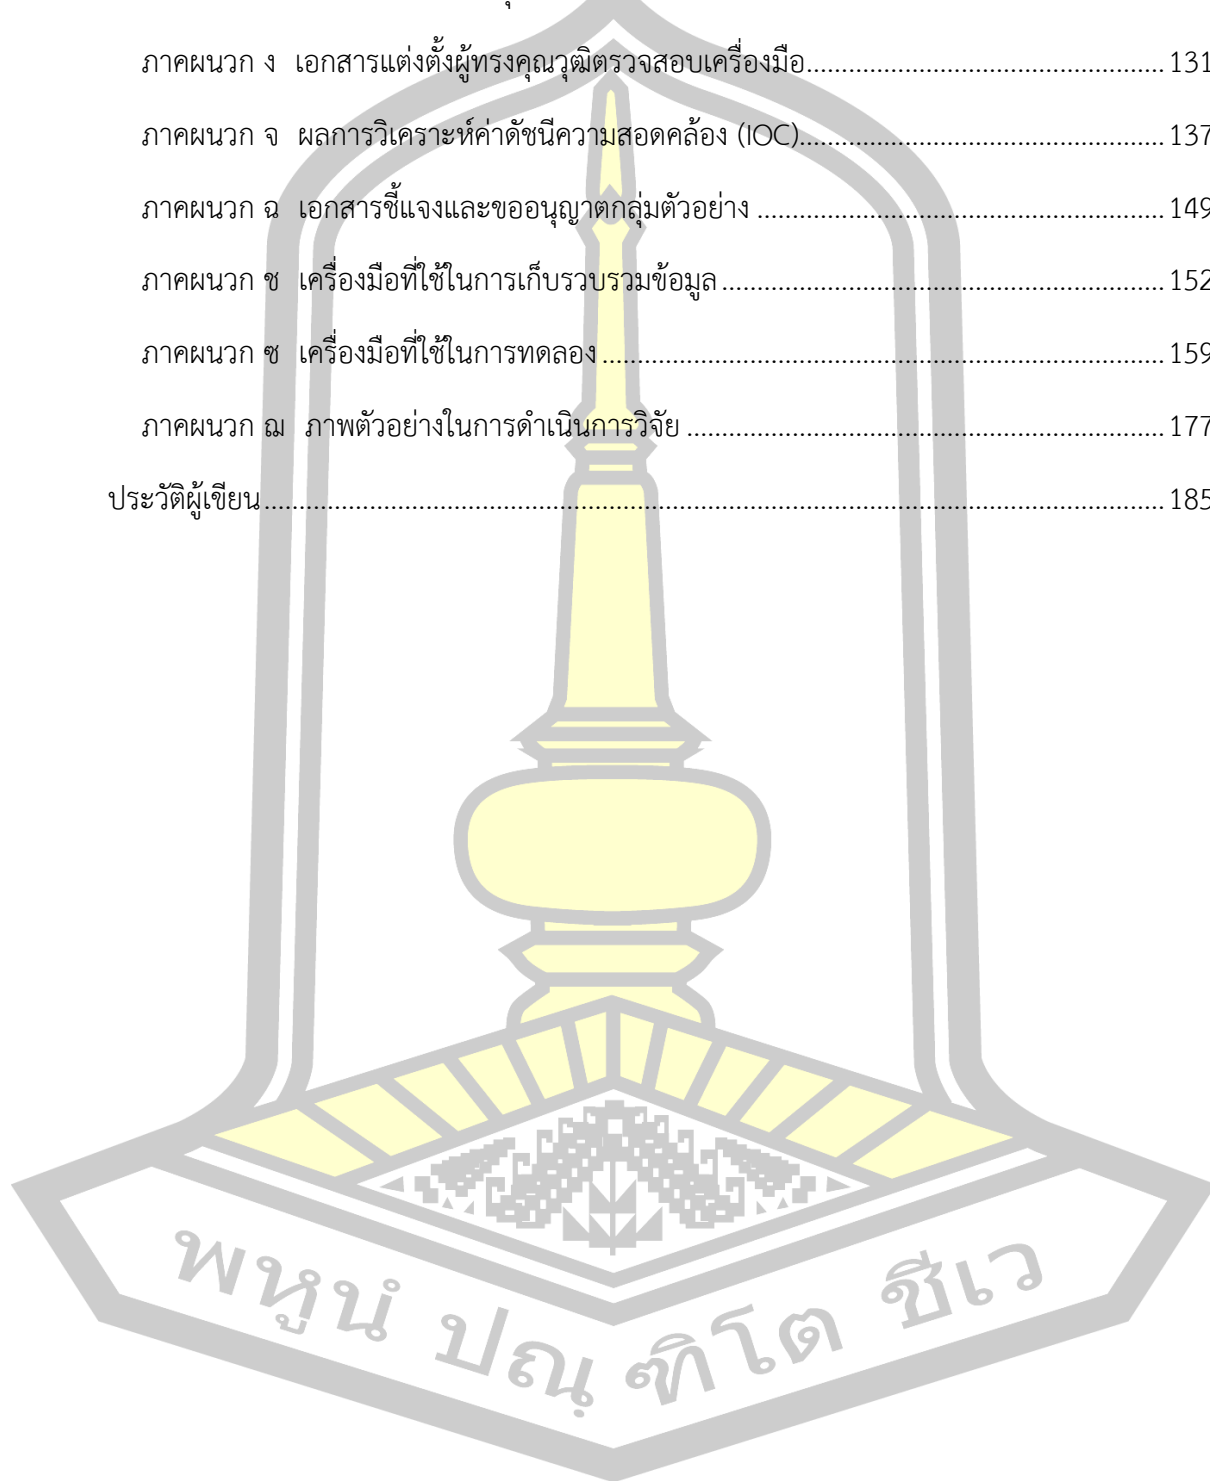 ภาคผนวก ง เอกสารแต่งตั้งผู้ทรงคุณวุฒิตรวจสอบเครื่องมือ.................................................................. 131
ภาคผนวก จ ผลการวิเคราะห์ค่าดัชนีความสอดคล้อง (IOC).................................................................. 137
ภาคผนวก ฉ เอกสารชี้แจงและขออนุญาตกลุ่มตัวอย่าง .......................................................................... 149
ภาคผนวก ช เครื่องมือที่ใช้ในการเก็บรวบรวมข้อมูล ................................................................................ 152
ภาคผนวก ซ เครื่องมือที่ใช้ในการทดลอง ..................................................................................................... 159
ภาคผนวก ฌ ภาพตัวอย่างในการดำเนินการวิจัย ...................................................................................... 177
ประวัติผู้เขียน ................................................................................................................................................................ 185
พหูนํ ปณฺฑิโต ชีเว